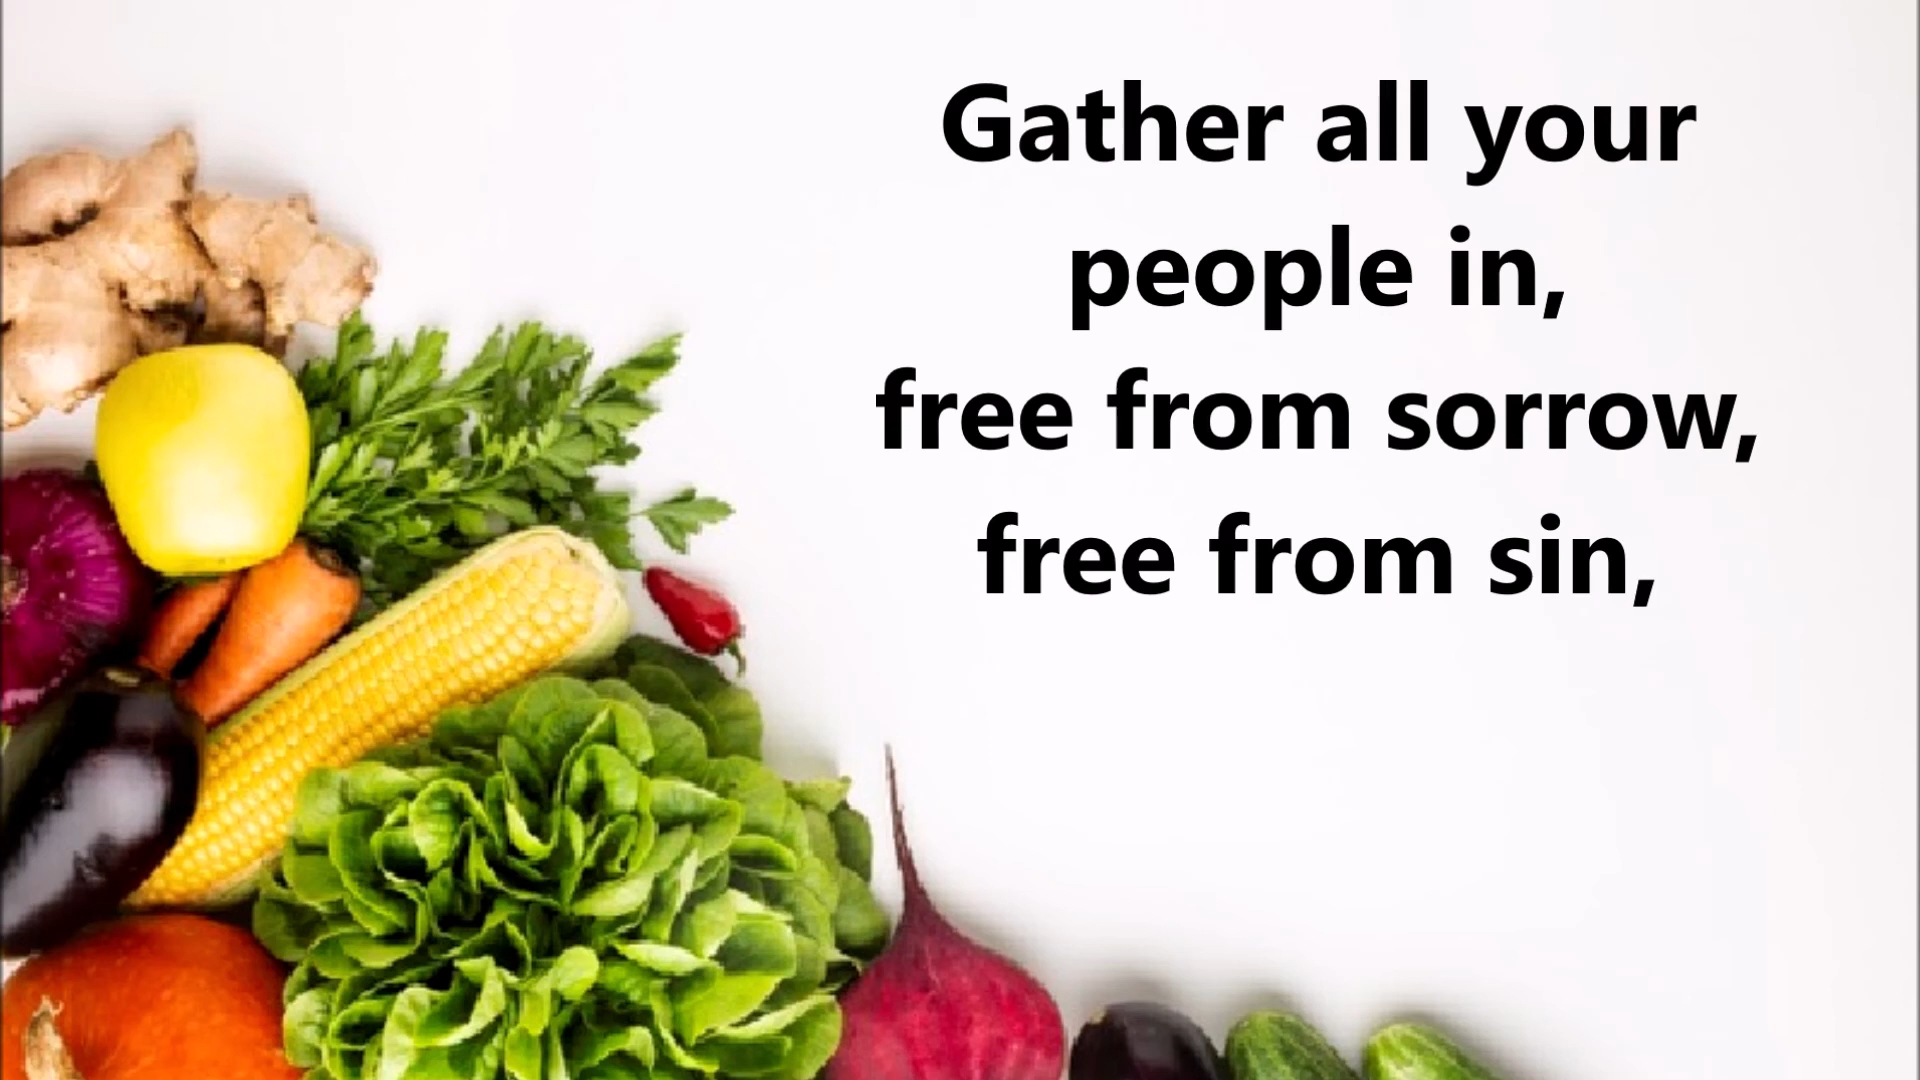 Gather all your
people in,
free from sorrow,
free from sin,